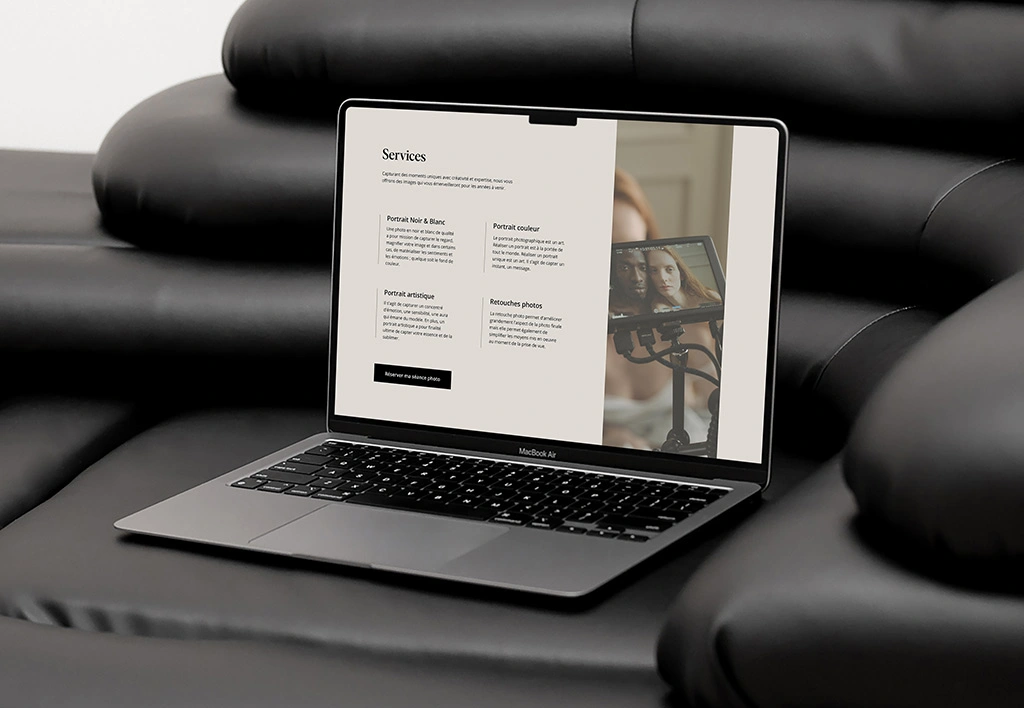 Services
Capturant des moments uniques avec créativité et expertise, nous vous
offrons des images qui vous émerveilleront pour les années à venir.
Portrait Noir & Blanc
Une photo en noir et blanc de qualité
a pour mission de capturer le regard,
magnifier votre image et dans certains
cas, de matérialiser les sentiments et
les émotions ; quelque soit le fond de
couleur.
Portrait couleur
Le portrait photographique est un art.
Réaliser un portrait est à la portée de
tout le monde. Réaliser un portrait
unique est un art. Il s'agit de capter un
instant, un message.
Portrait artistique
Il s'agit de capturer un concentré
d'émotion, une sensibilité, une aura
qui émane du modèle. En plus, un
portrait artistique a pour finalité
ultime de capter votre essence et de la
sublimer.
Retouches photos
La retouche photo permet d'améliorer
grandement l'aspect de la photo finale
mais elle permet également de
simplifier les moyens mis en oeuvre
au moment de la prise de vue.
Réserver ma séance photo
MacBook Air